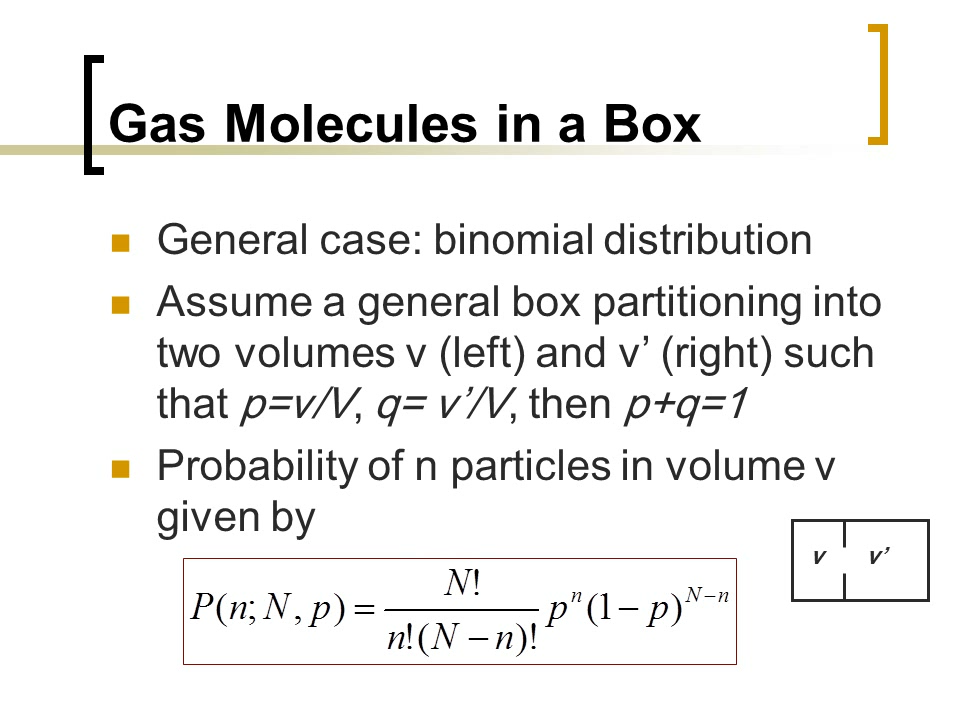 Gas Molecules in a Box
General case: binomial distribution
Assume a general box partitioning into
two volumes v (left) and v’ (right) such
that p=v/V, q= v’/V, then p+q=1
Probability of n particles in volume v
given by
v v’
P(n; N, p) = N! / n!(N − n)! p^n (1 − p)^(N−n)